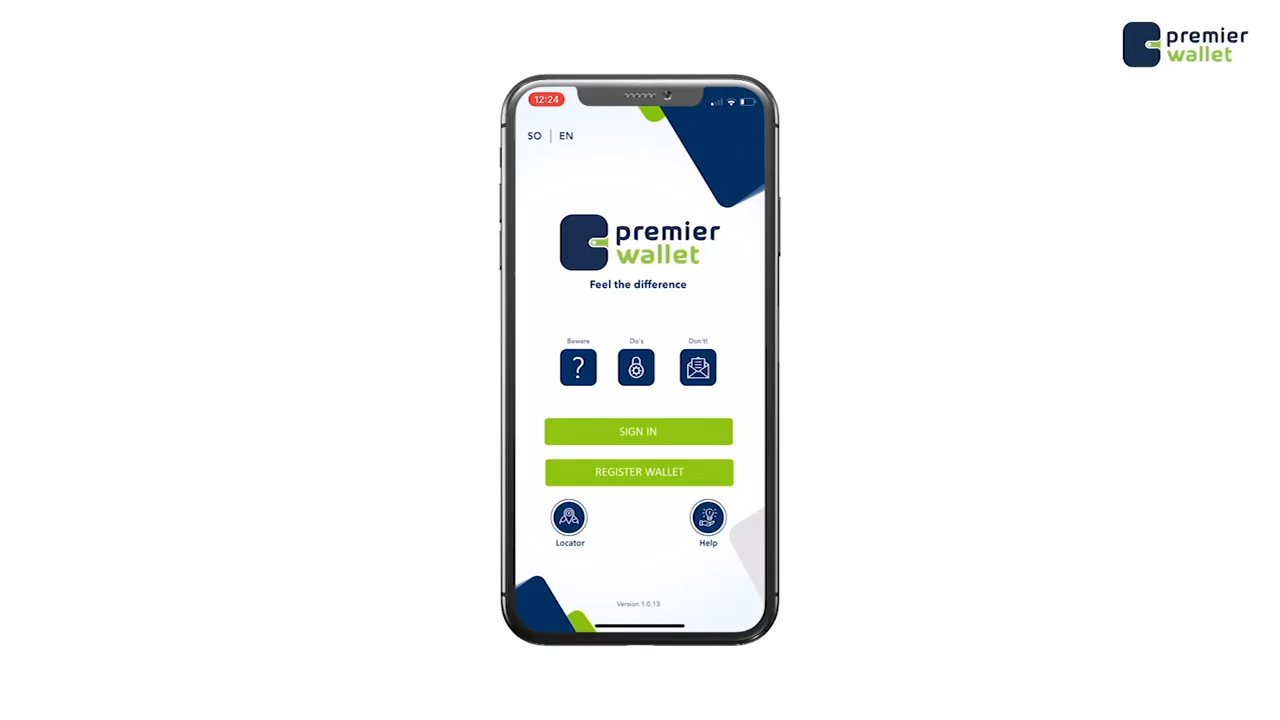 premier
wallet
12:24
SO | EN
premier
wallet
Feel the difference
Beware
Do's
Don't!
SIGN IN
REGISTER WALLET
Locator
Help
Version 1.0.13